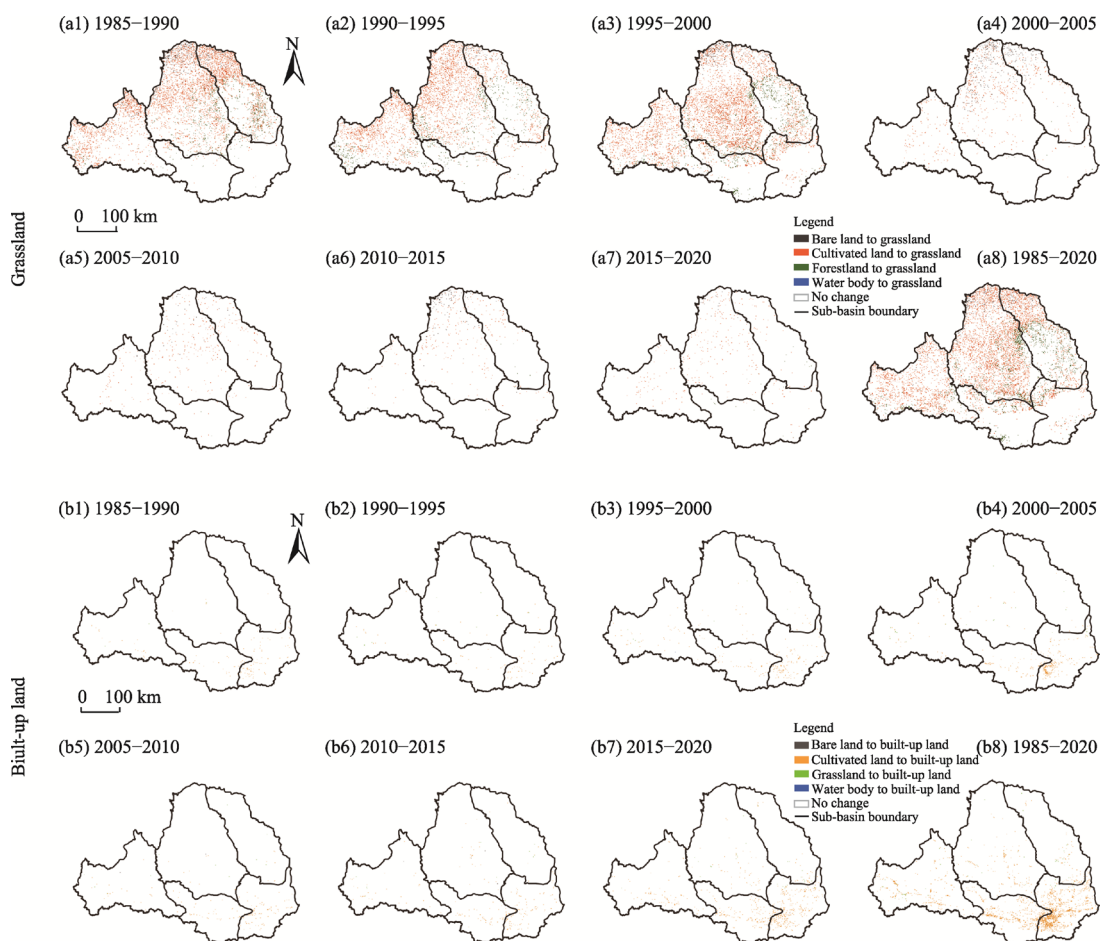 (a1) 1985−1990
(a2) 1990−1995
(a3) 1995−2000
(a4) 2000−2005
N
0 100 km
Grassland
Legend
Bare land to grassland
Cultivated land to grassland
Forestland to grassland
Water body to grassland
No change
Sub-basin boundary
(a5) 2005−2010
(a6) 2010−2015
(a7) 2015−2020
(a8) 1985−2020
(b1) 1985−1990
(b2) 1990−1995
(b3) 1995−2000
(b4) 2000−2005
N
0 100 km
Biult-up land
Legend
Bare land to built-up land
Cultivated land to built-up land
Grassland to built-up land
Water body to built-up land
No change
Sub-basin boundary
(b5) 2005−2010
(b6) 2010−2015
(b7) 2015−2020
(b8) 1985−2020